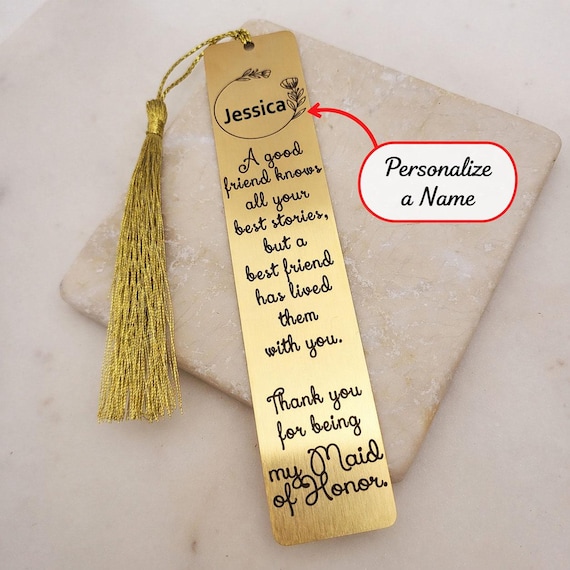 Jessica
A good
friend knows
all your
best stories,
but a
best friend
has lived
them
with you.
Thank you
for being
my Maid
of Honor.
Personalize
a Name